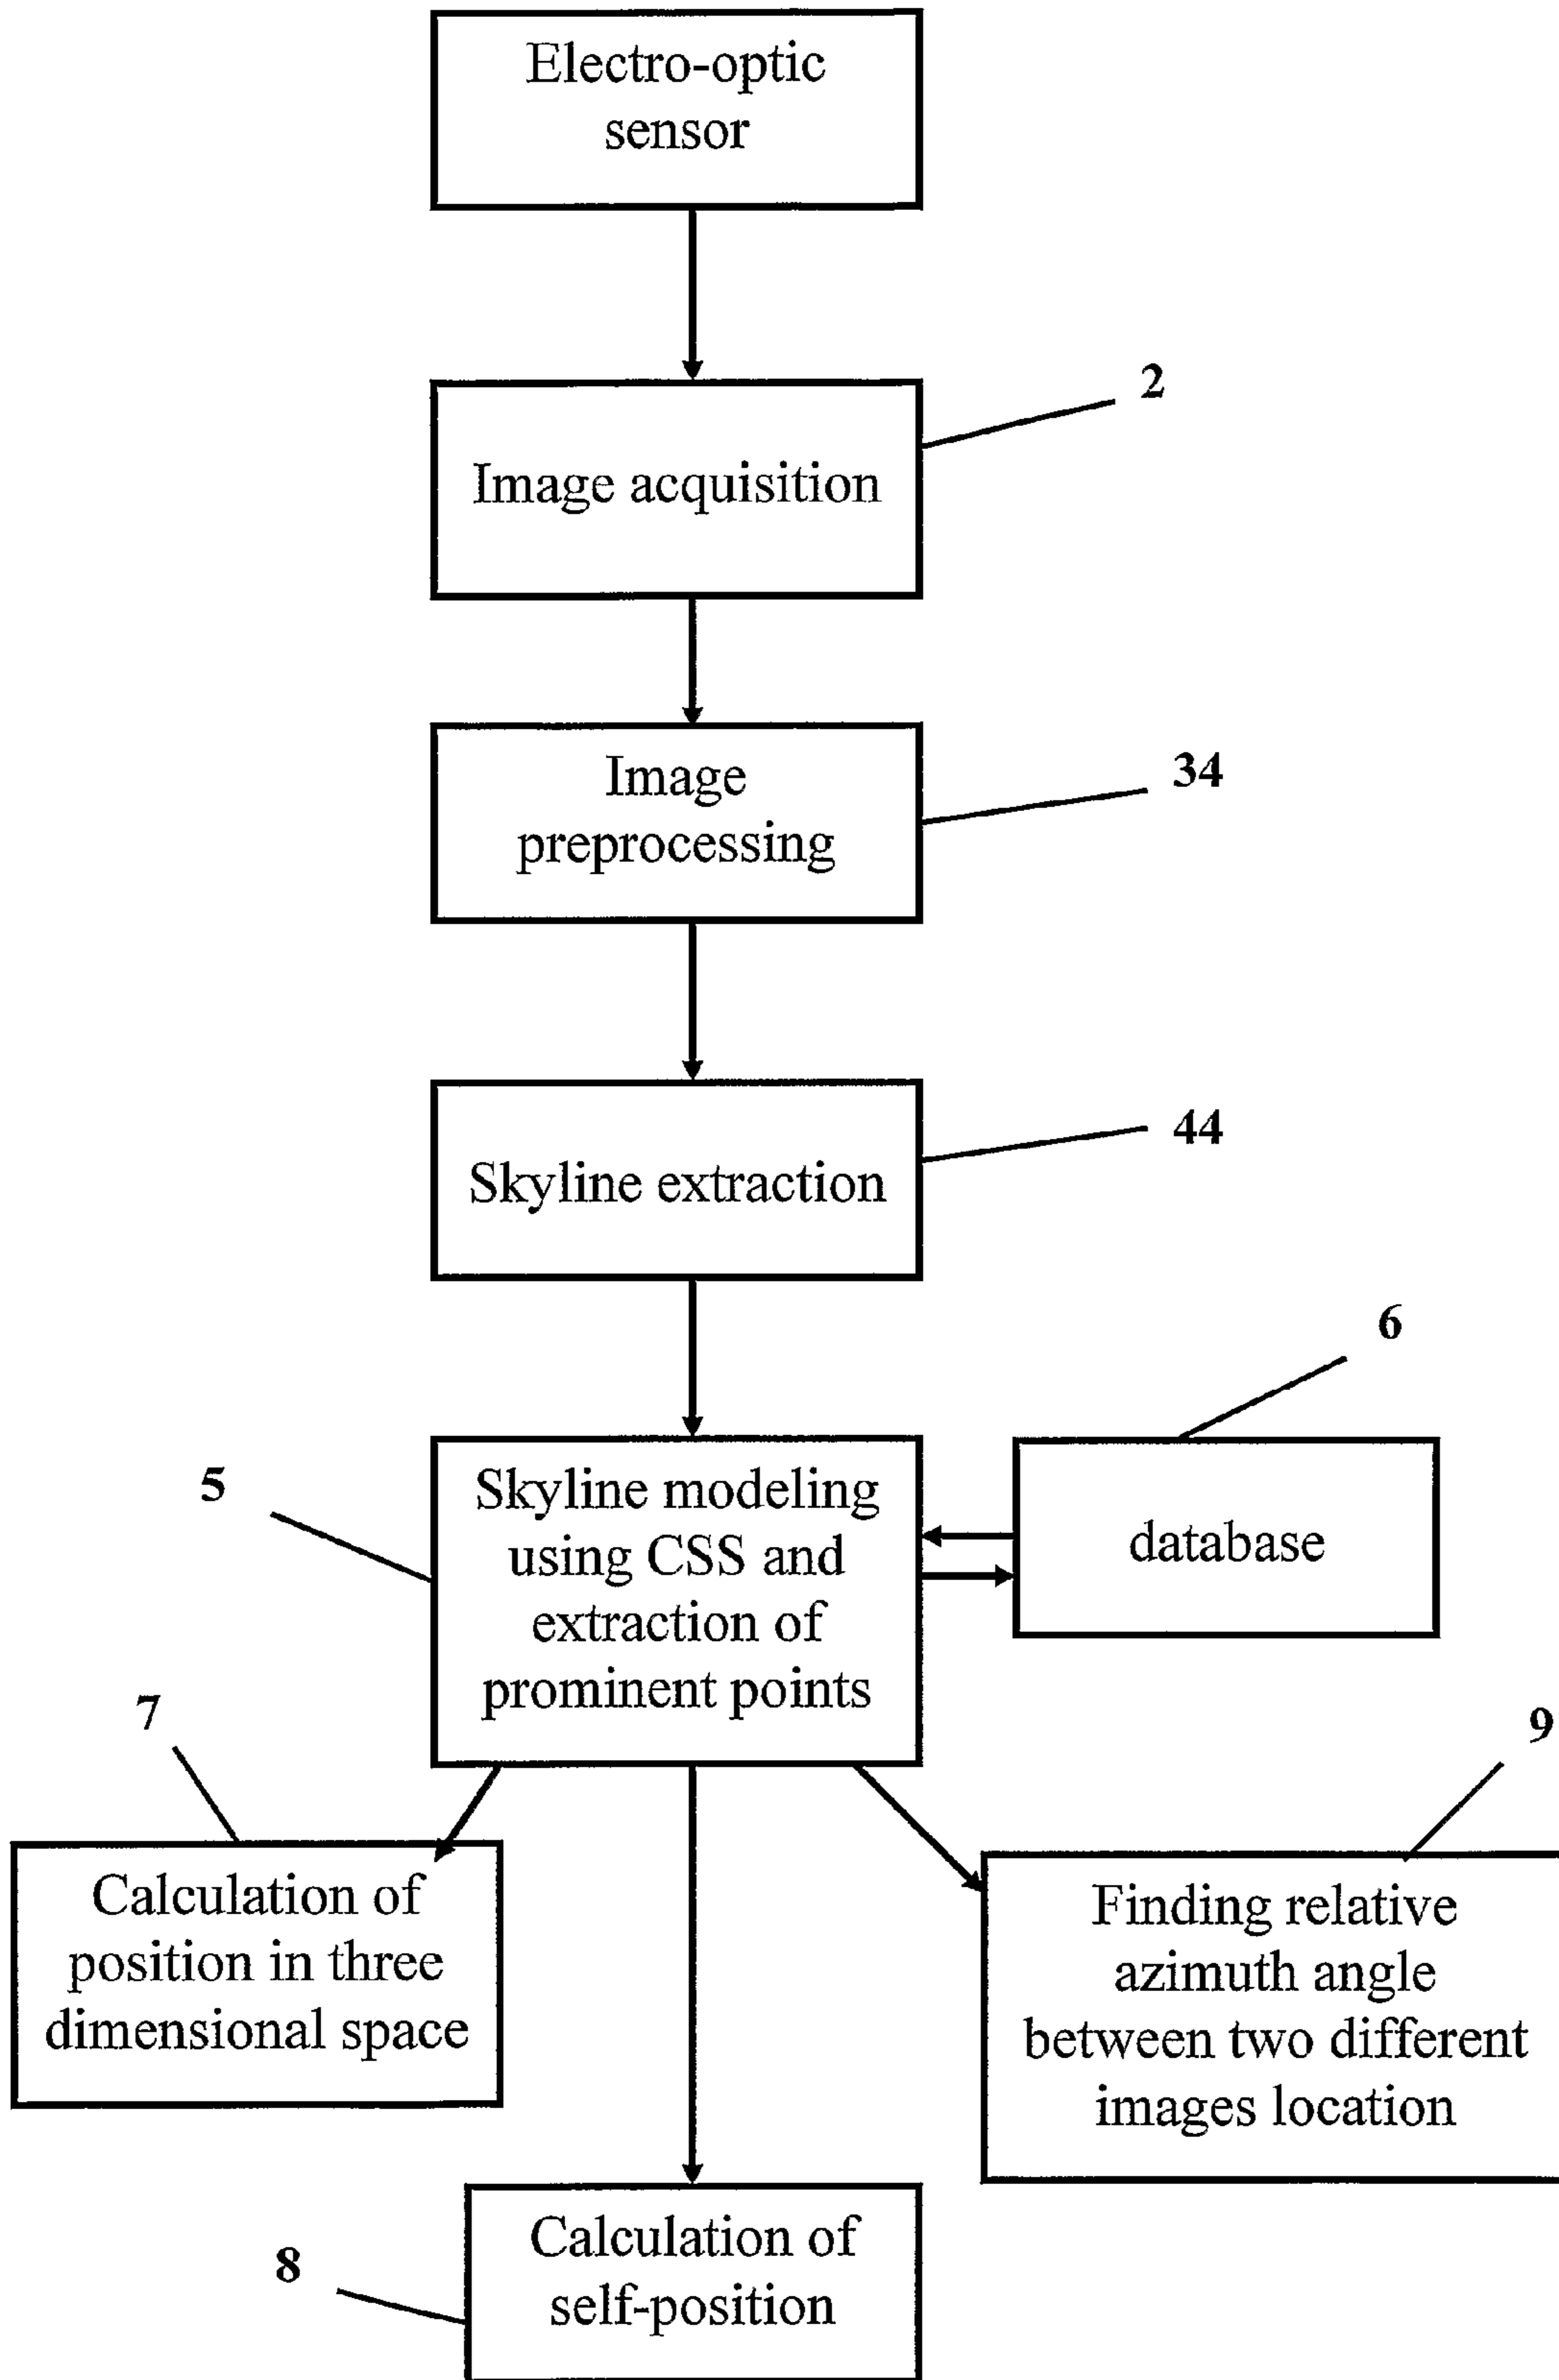 Electro-optic
sensor
2
Image acquisition
34
Image
preprocessing
44
Skyline extraction
6
5
Skyline modeling
using CSS and
extraction of
prominent points
database
7
9
Calculation of
position in three
dimensional space
Finding relative
azimuth angle
between two different
images location
8
Calculation of
self-position